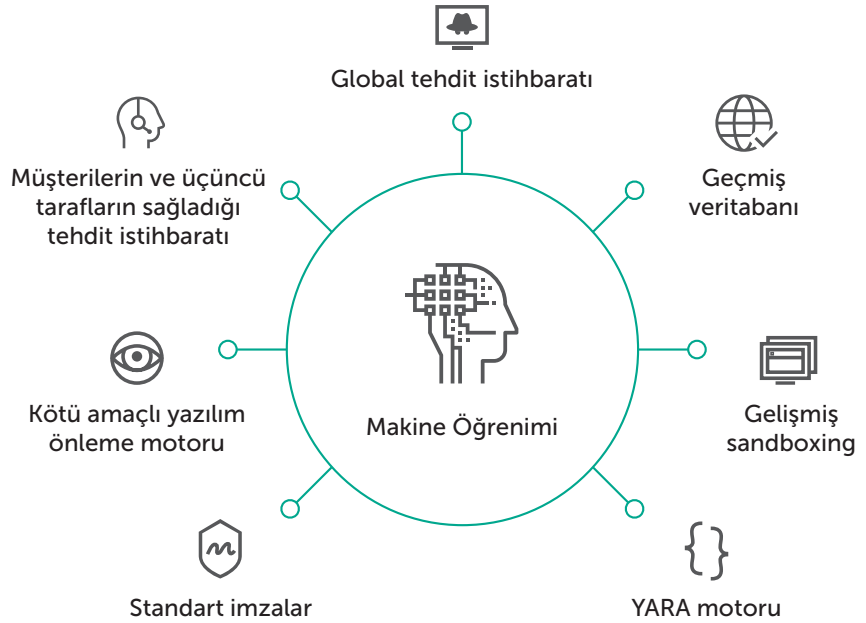 Global tehdit istihbaratı
Müşterilerin ve üçüncü
tarafların sağladığı
tehdit istihbaratı
Geçmiş
veritabanı
Kötü amaçlı yazılım
önleme motoru
Makine Öğrenimi
Gelişmiş
sandboxing
Standart imzalar
YARA motoru